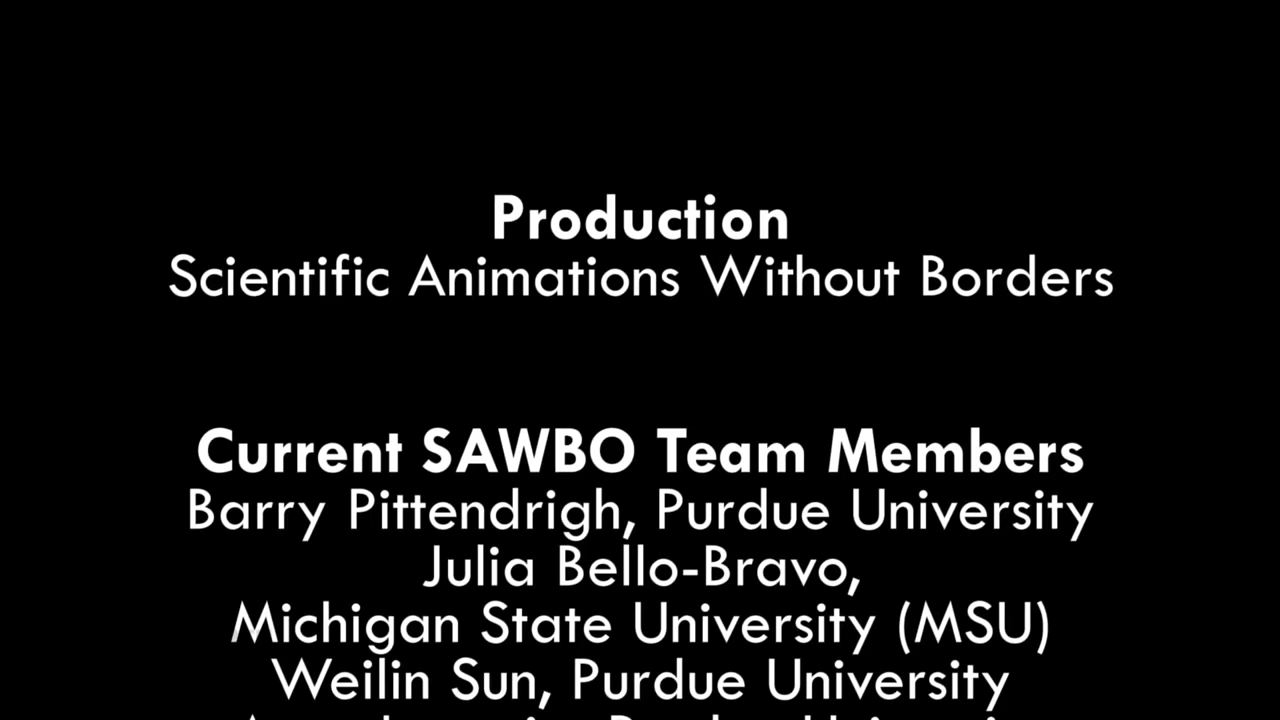 Production
Scientific Animations Without Borders
Current SAWBO Team Members
Barry Pittendrigh, Purdue University
Julia Bello-Bravo,
Michigan State University (MSU)
Weilin Sun, Purdue University